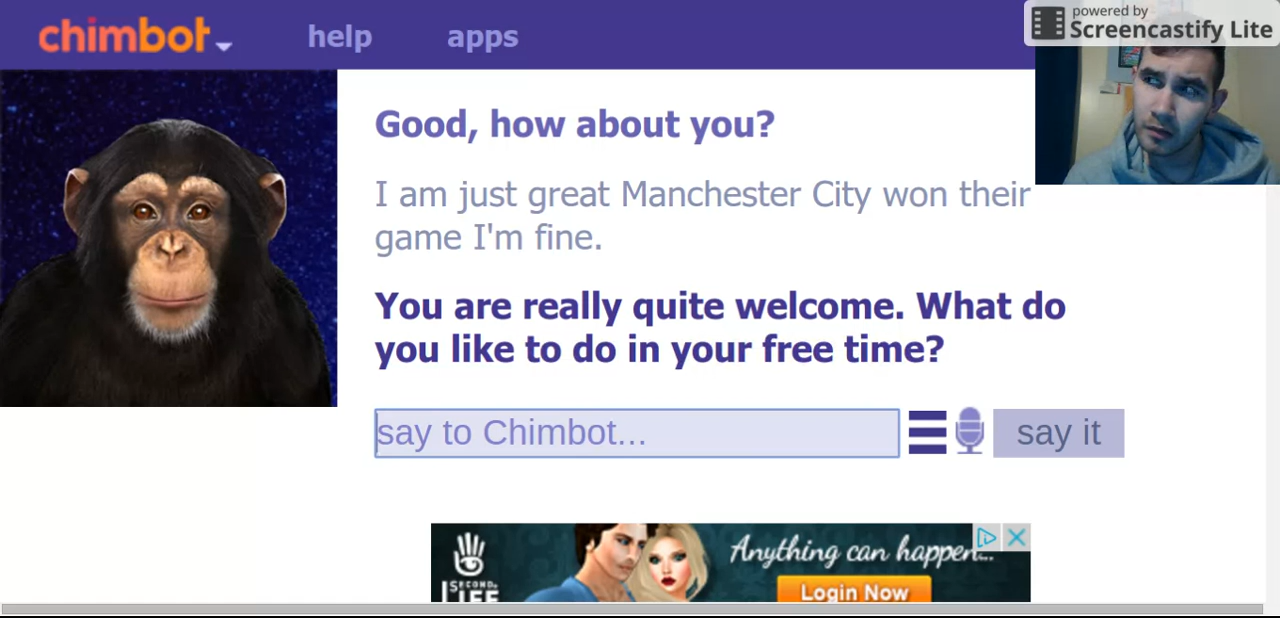 chimbot
help
apps
powered by
Screencastify Lite
Good, how about you?
I am just great Manchester City won their
game I'm fine.
You are really quite welcome. What do
you like to do in your free time?
say to Chimbot...
say it
SECOND
LIFE
Anything can happen...
Login Now